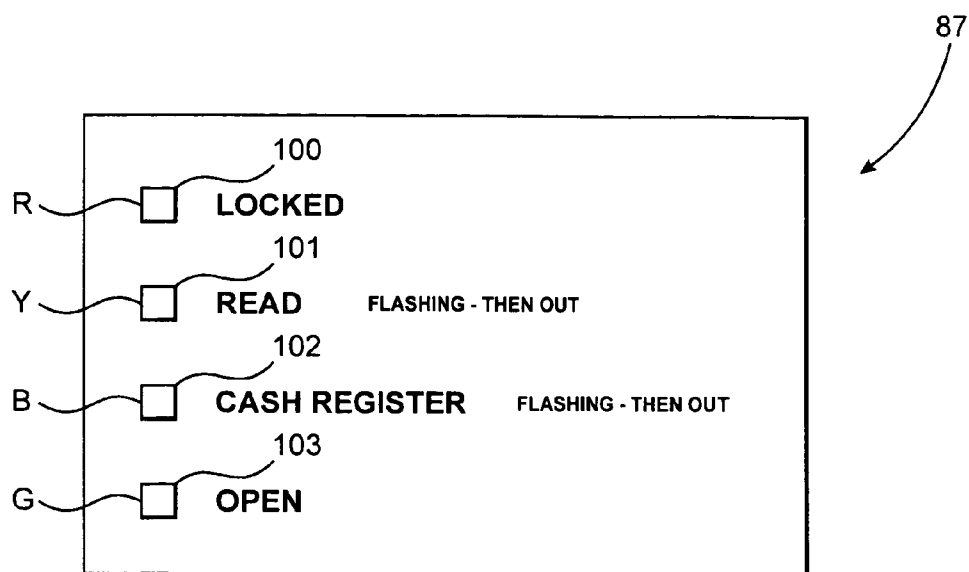 87
100
R LOCKED
101
Y READ FLASHING - THEN OUT
102
B CASH REGISTER FLASHING - THEN OUT
103
G OPEN